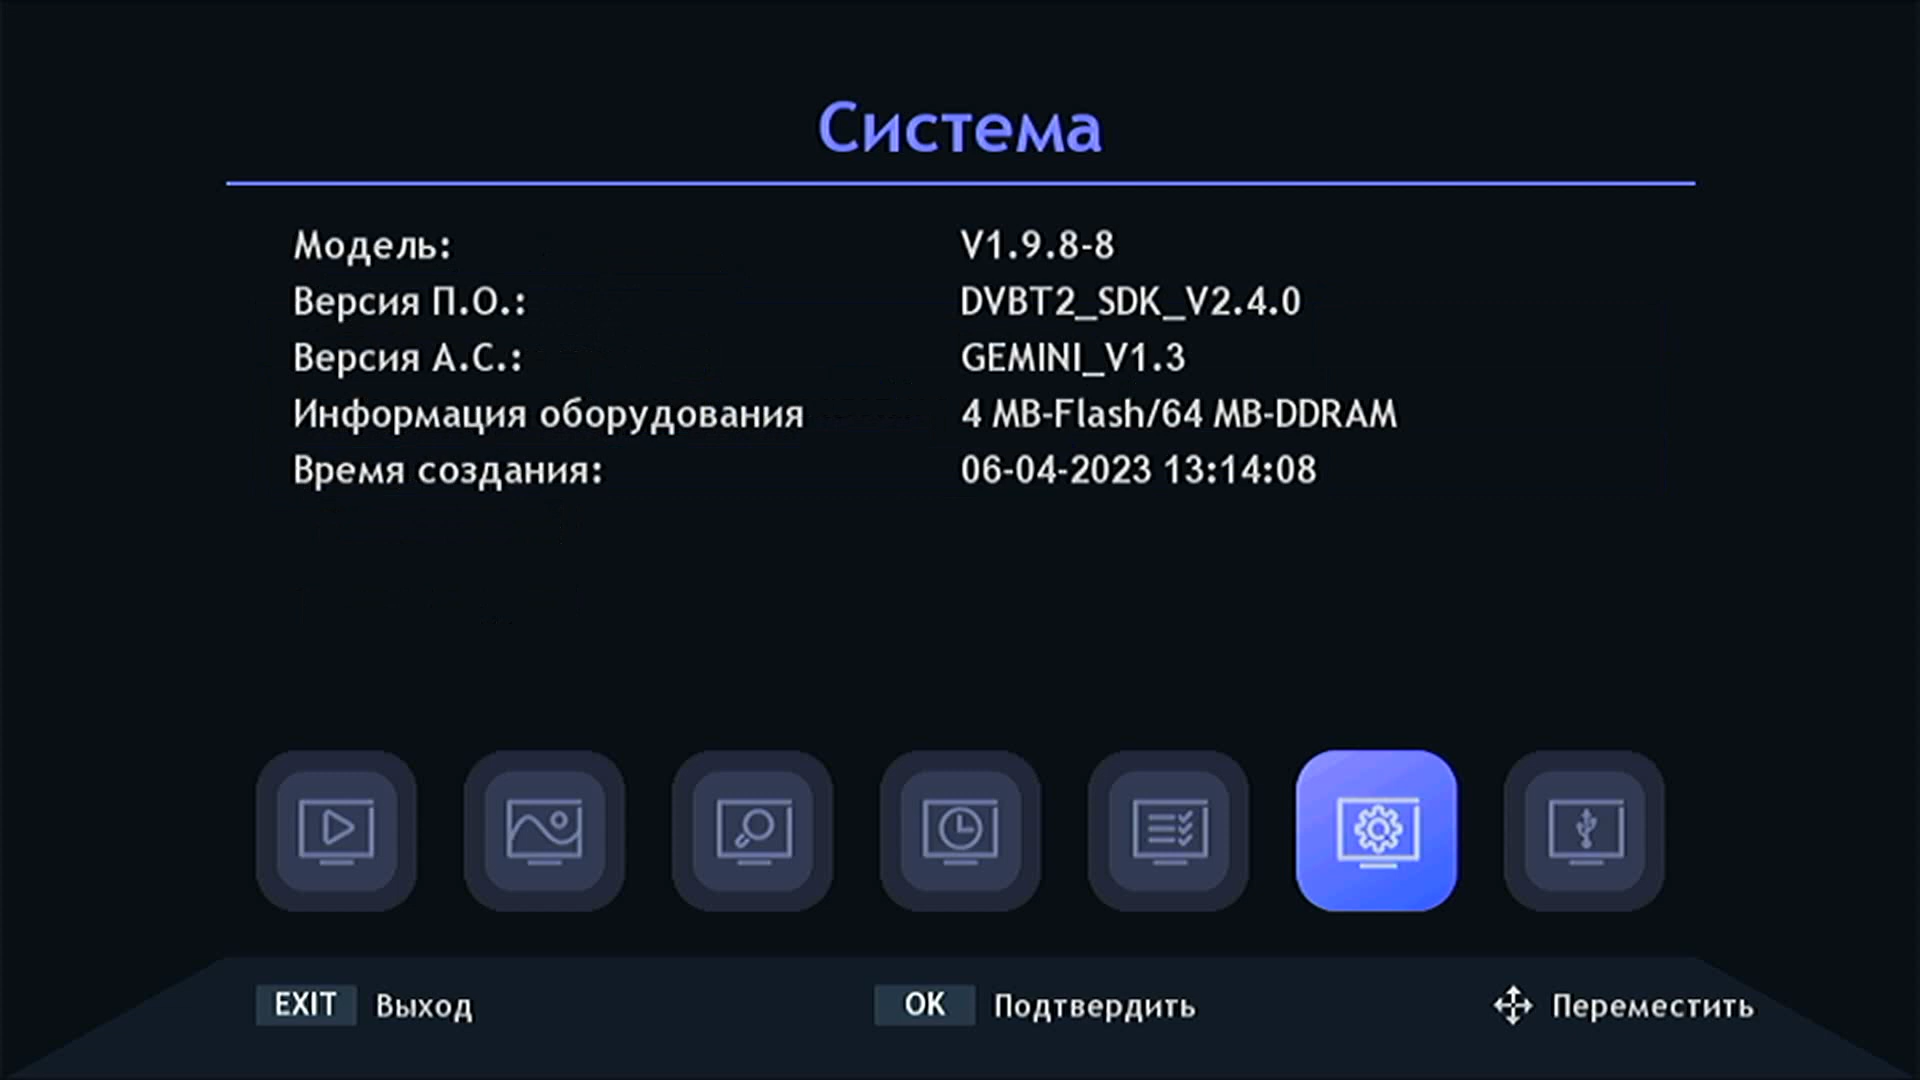 Система
Модель: V1.9.8-8
Версия П.О.: DVBT2_SDK_V2.4.0
Версия А.С.: GEMINI_V1.3
Информация оборудования 4 MB-Flash/64 MB-DDRAM
Время создания: 06-04-2023 13:14:08
EXIT Выход OK Подтвердить Переместить